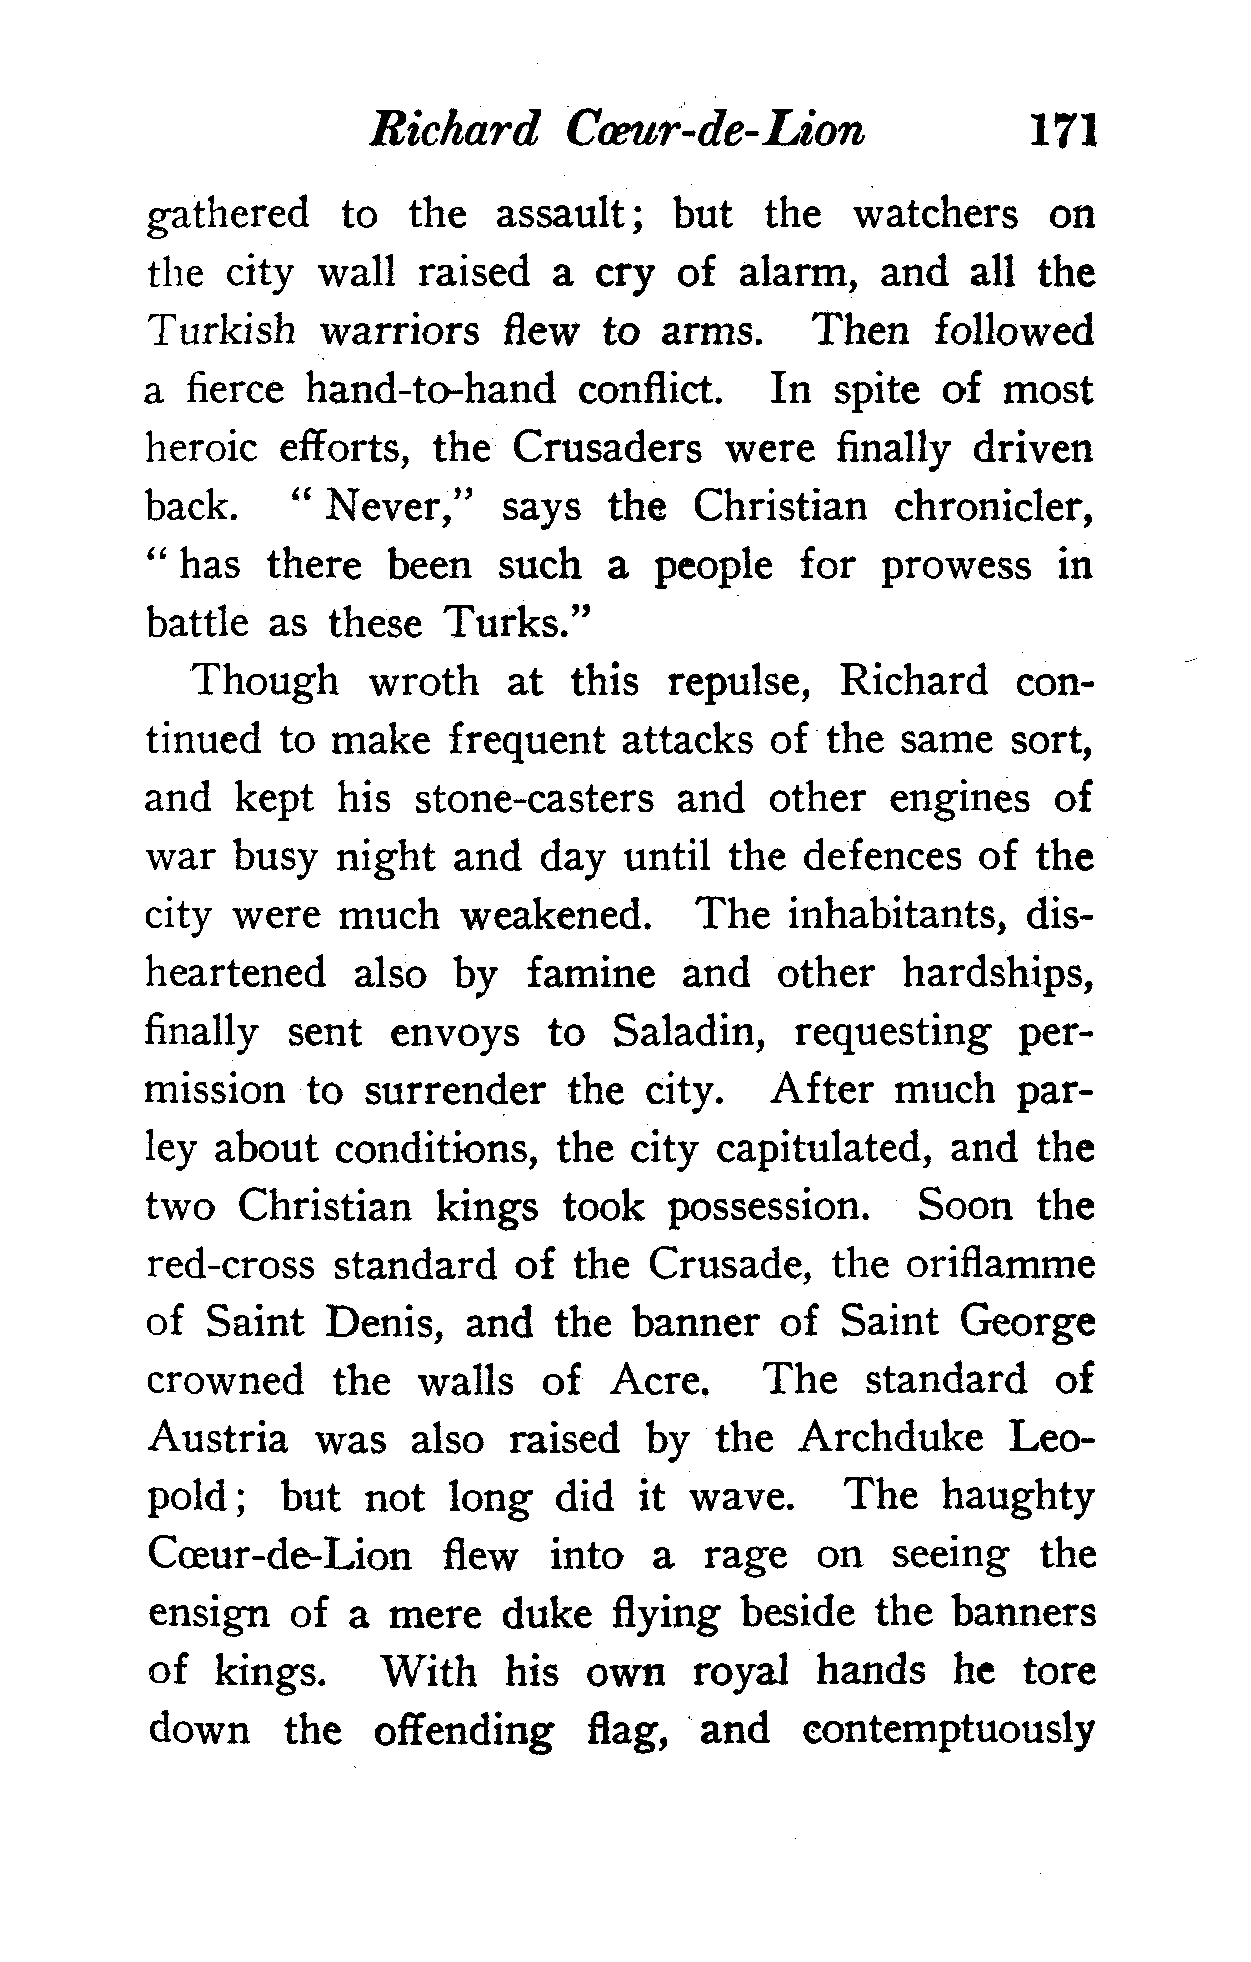 Richard Cœur-de-Lion 171
gathered to the assault; but the watchers on
the city wall raised a cry of alarm, and all the
Turkish warriors flew to arms. Then followed
a fierce hand-to-hand conflict. In spite of most
heroic efforts, the Crusaders were finally driven
back. “ Never,” says the Christian chronicler,
“ has there been such a people for prowess in
battle as these Turks.”
Though wroth at this repulse, Richard con-
tinued to make frequent attacks of the same sort,
and kept his stone-casters and other engines of
war busy night and day until the defences of the
city were much weakened. The inhabitants, dis-
heartened also by famine and other hardships,
finally sent envoys to Saladin, requesting per-
mission to surrender the city. After much par-
ley about conditions, the city capitulated, and the
two Christian kings took possession. Soon the
red-cross standard of the Crusade, the oriflamme
of Saint Denis, and the banner of Saint George
crowned the walls of Acre. The standard of
Austria was also raised by the Archduke Leo-
pold; but not long did it wave. The haughty
Cœur-de-Lion flew into a rage on seeing the
ensign of a mere duke flying beside the banners
of kings. With his own royal hands he tore
down the offending flag, and contemptuously